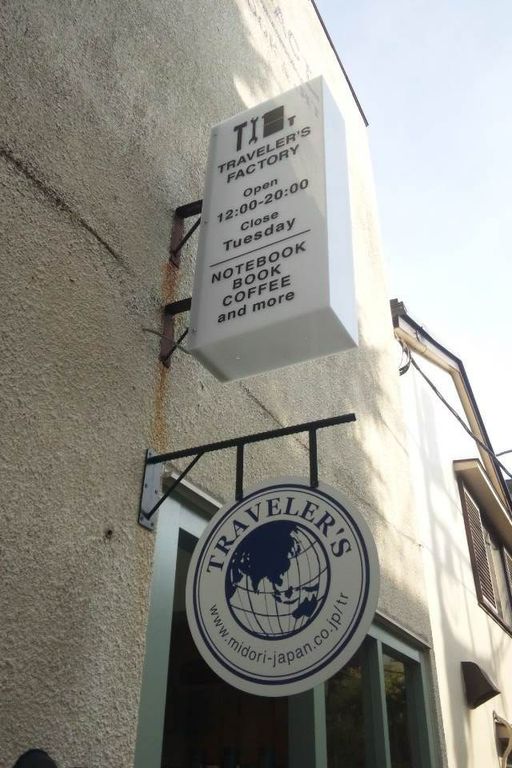 TRAVELER'S
FACTORY
Open
12:00-20:00
Close
Tuesday
NOTEBOOK
BOOK
COFFEE
and more
TRAVELER'S
www.midori-japan.co.jp/tr